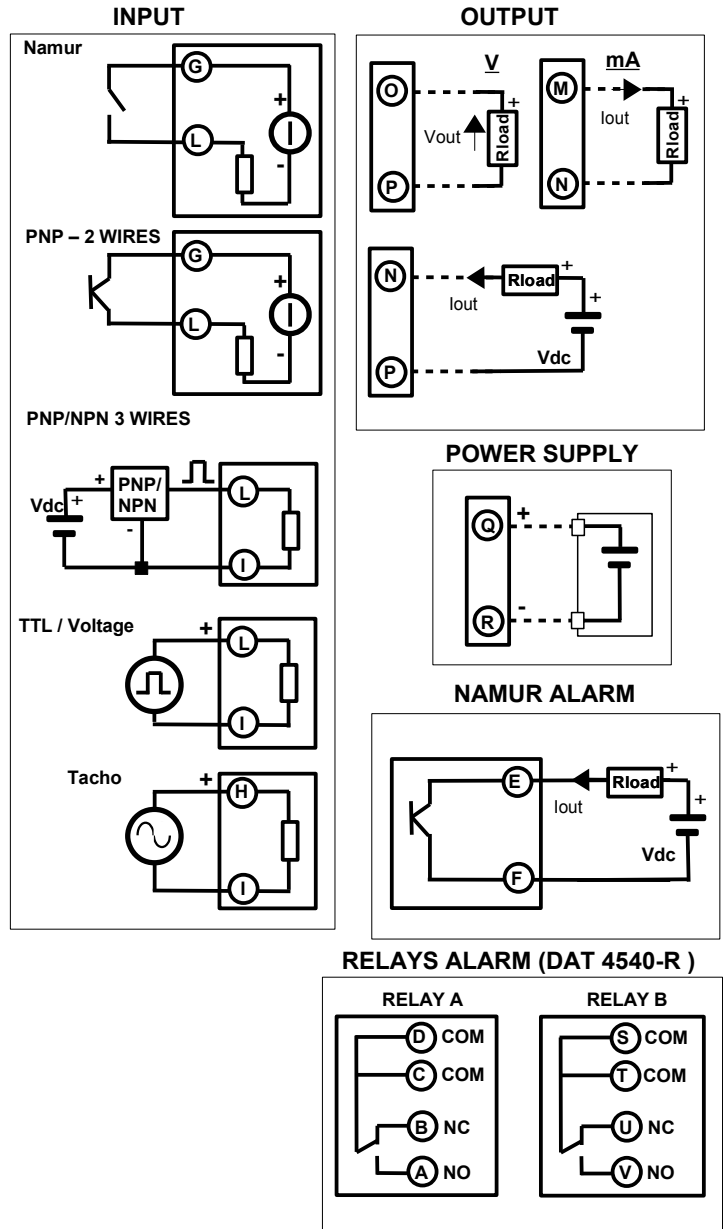 INPUT
Namur
G
+
L
-
PNP – 2 WIRES
G
+
L
-
PNP/NPN 3 WIRES
Vdc
+
+
PNP/
NPN
-
L
I
TTL / Voltage
+
L
I
Tacho
+
H
I
OUTPUT
V
O
+
Vout
Rload
P
mA
M
+
Iout
Rload
N
N
Rload
+
Iout
+
P
Vdc
POWER SUPPLY
Q
+
R
-
NAMUR ALARM
E
Rload
+
Iout
+
Vdc
F
RELAYS ALARM (DAT 4540-R )
RELAY A
D COM
C COM
B NC
A NO
RELAY B
S COM
T COM
U NC
V NO